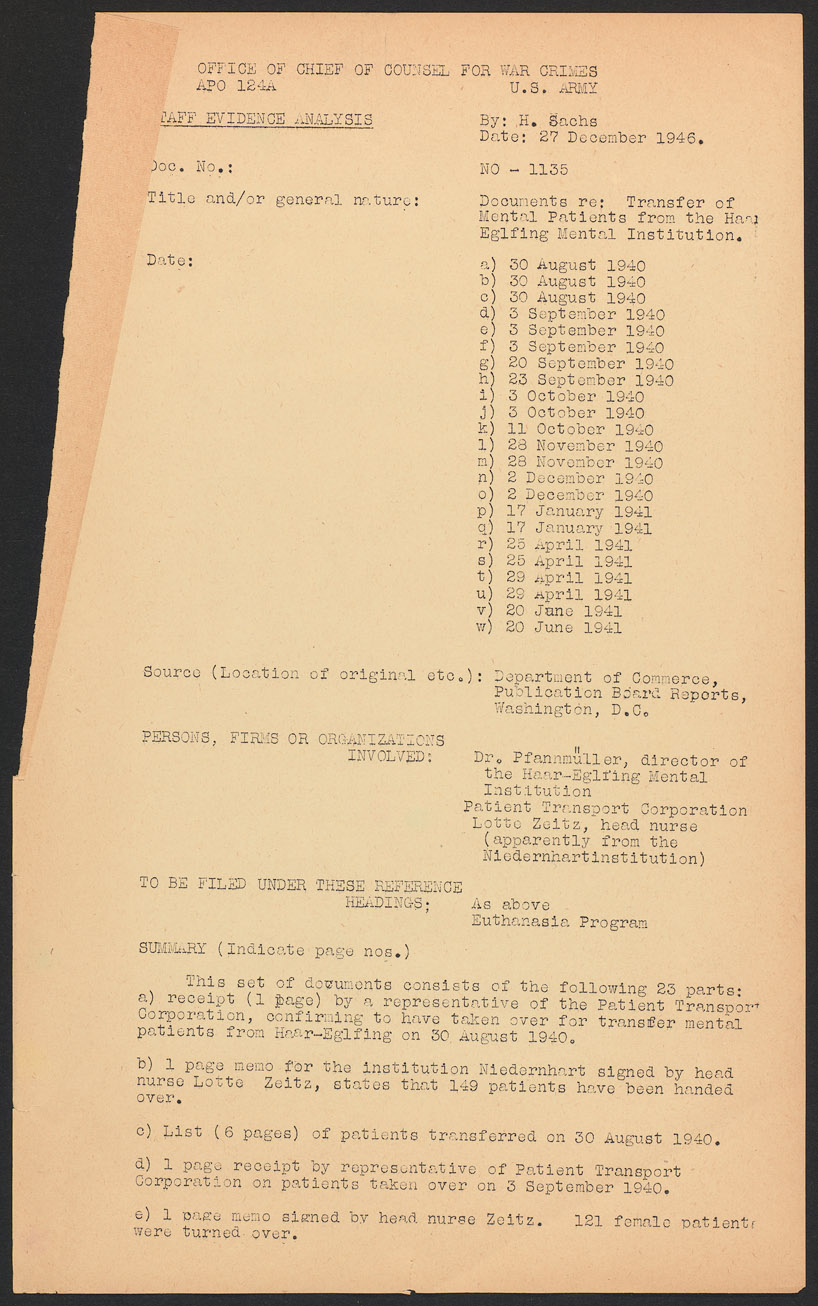 OFFICE OF CHIEF OF COUNSEL FOR WAR CRIMES
APO 124A U.S. ARMY
TAFF EVIDENCE ANALYSIS By: H. Sachs
Date: 27 December 1946.
Doc. No.: NO - 1135
Title and/or general nature: Documents re: Transfer of
Mental Patients from the Haar
Eglfing Mental Institution.
Date: a) 30 August 1940
b) 30 August 1940
c) 30 August 1940
d) 3 September 1940
e) 3 September 1940
f) 3 September 1940
g) 20 September 1940
h) 23 September 1940
i) 3 October 1940
j) 3 October 1940
k) 11 October 1940
l) 28 November 1940
m) 28 November 1940
n) 2 December 1940
o) 2 December 1940
p) 17 January 1941
q) 17 January 1941
r) 25 April 1941
s) 25 April 1941
t) 29 April 1941
u) 29 April 1941
v) 20 June 1941
w) 20 June 1941
Source (Location of original etc.): Department of Commerce,
Publication Board Reports,
Washington, D.C.
PERSONS, FIRMS OR ORGANIZATIONS
INVOLVED: Dr. Pfannmüller, director of
the Haar-Eglfing Mental
Institution
Patient Transport Corporation
Lotte Zeitz, head nurse
(apparently from the
Niedernhartinstitution)
TO BE FILED UNDER THESE REFERENCE
HEADINGS: As above
Euthanasia Program
SUMMARY (Indicate page nos.)
This set of documents consists of the following 23 parts:
a) receipt (1 page) by a representative of the Patient Transport
Corporation, confirming to have taken over for transfer mental
patients from Haar-Eglfing on 30 August 1940.
b) 1 page memo for the institution Niedernhart signed by head
nurse Lotte Zeitz, states that 149 patients have been handed
over.
c) List (6 pages) of patients transferred on 30 August 1940.
d) 1 page receipt by representative of Patient Transport
Corporation on patients taken over on 3 September 1940.
e) 1 page memo signed by head nurse Zeitz. 121 female patients
were turned over.